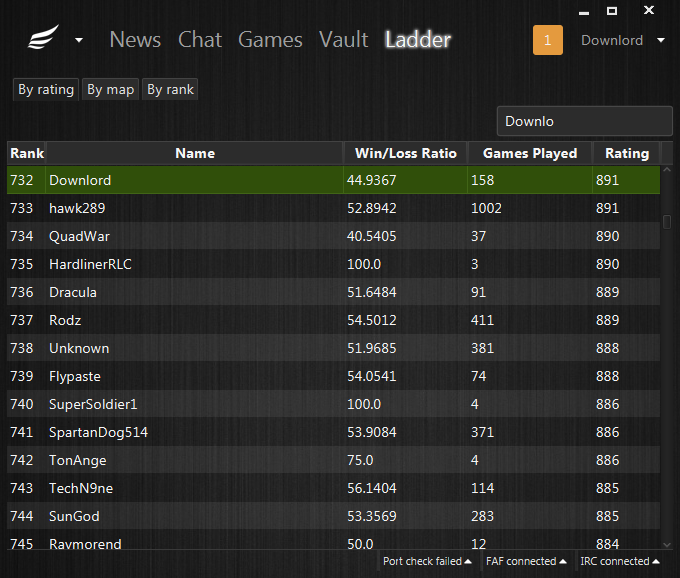 News Chat Games Vault Ladder 1 Downlord
By rating By map By rank
Downlo
Rank Name Win/Loss Ratio Games Played Rating
732 Downlord 44.9367 158 891
733 hawk289 52.8942 1002 891
734 QuadWar 40.5405 37 890
735 HardlinerRLC 100.0 3 890
736 Dracula 51.6484 91 889
737 Rodz 54.5012 411 889
738 Unknown 51.9685 381 888
739 Flypaste 54.0541 74 888
740 SuperSoldier1 100.0 4 886
741 SpartanDog514 53.9084 371 886
742 TonAnge 75.0 4 886
743 TechN9ne 56.1404 114 885
744 SunGod 53.3569 283 885
745 Raymorend 50.0 12 884
Port check failed FAF connected IRC connected